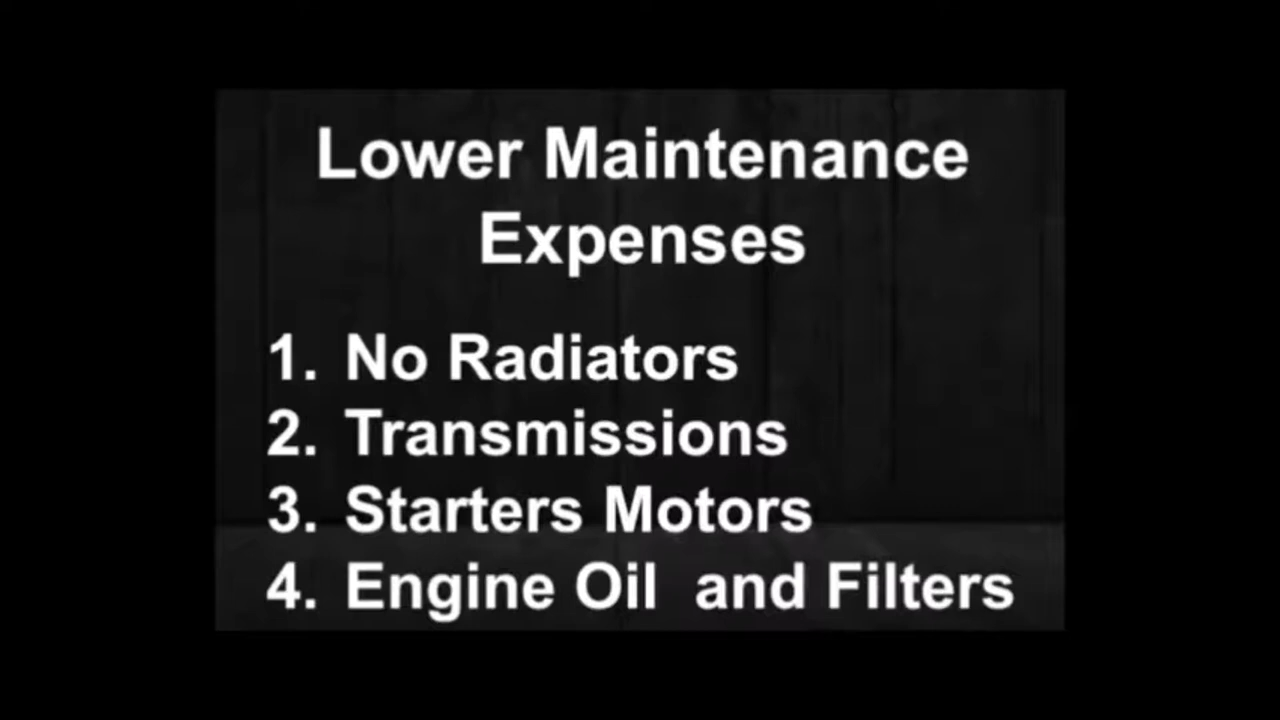 Lower Maintenance
Expenses
1. No Radiators
2. Transmissions
3. Starters Motors
4. Engine Oil  and Filters